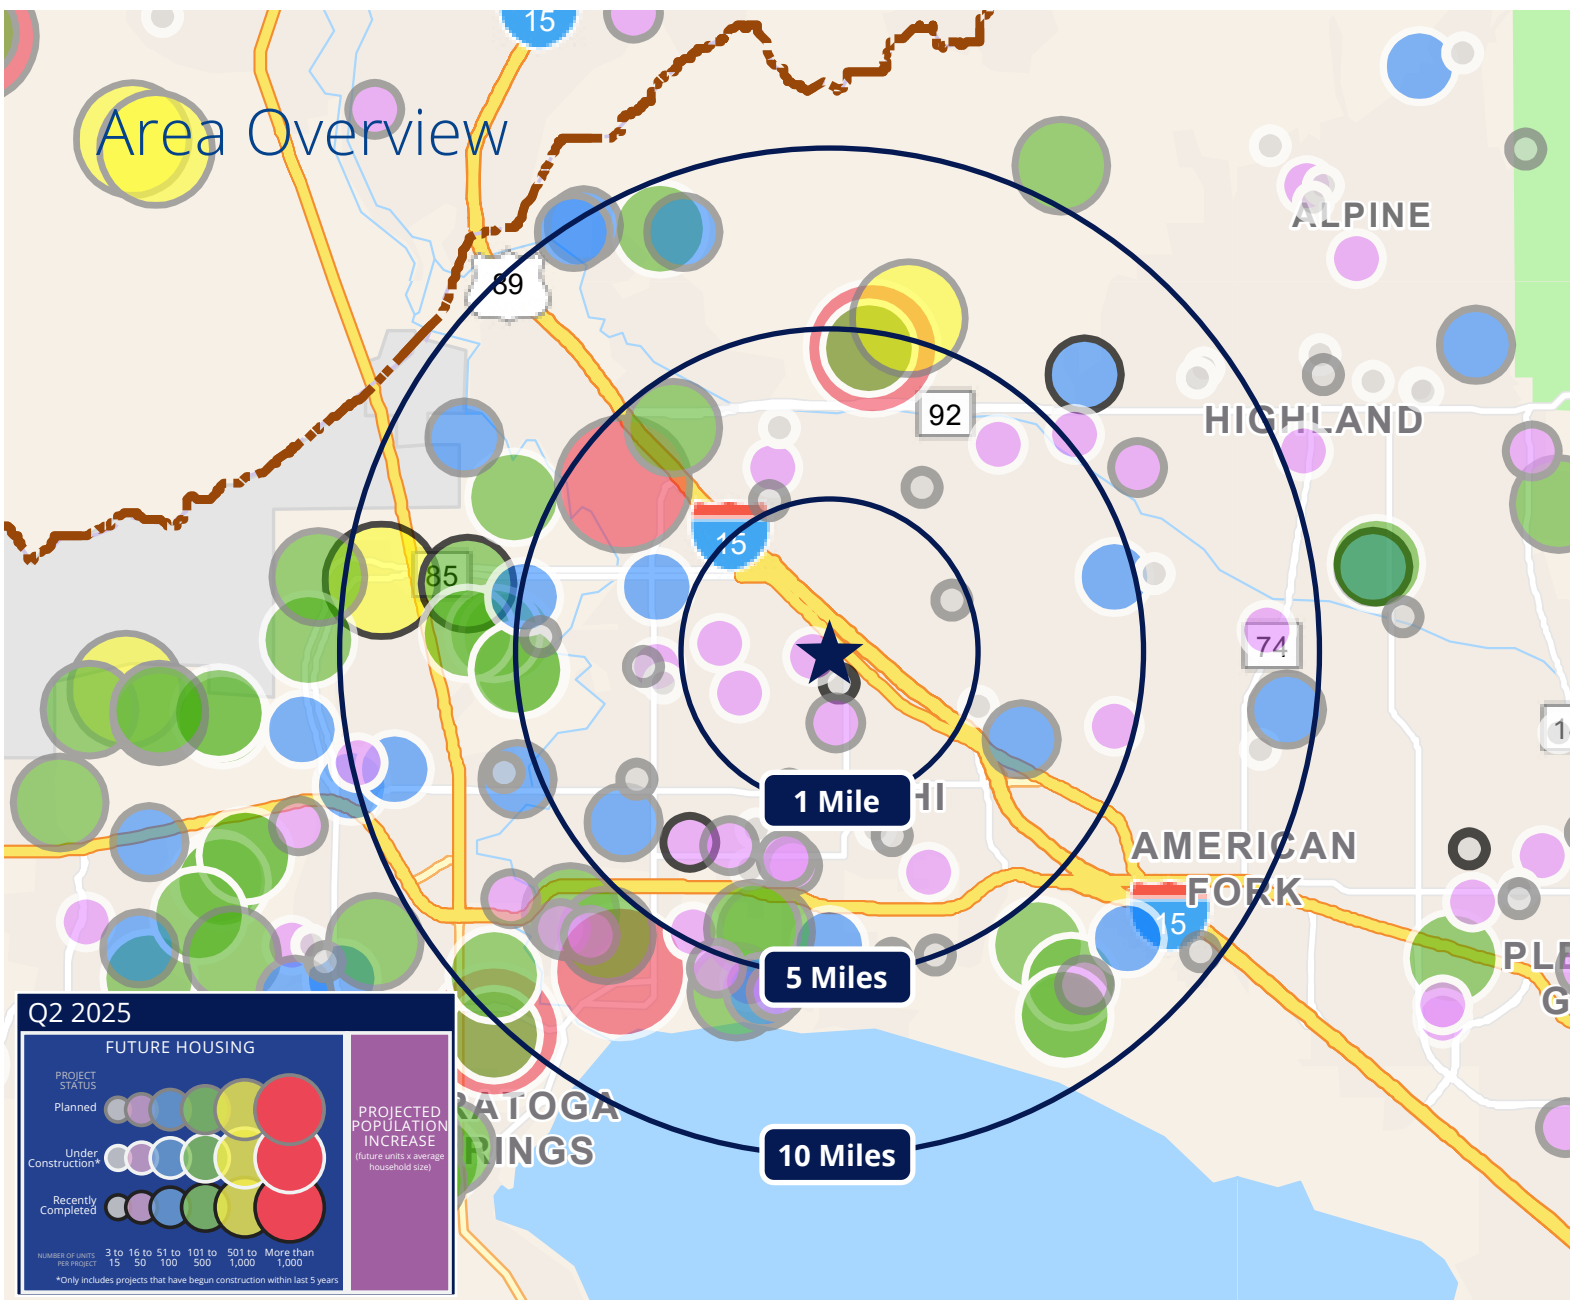 15
Area Overview
ALPINE
89
92
HIGHLAND
15
85
74
1
1 Mile
HI
AMERICAN
FORK
15
5 Miles
PLE
G
Q2 2025
FUTURE HOUSING
PROJECT
STATUS
Planned
Under
Construction*
Recently
Completed
NUMBER OF UNITS
PER PROJECT
3 to
15
16 to
50
51 to
100
101 to
500
501 to
1,000
More than
1,000
*Only includes projects that have begun construction within last 5 years
PROJECTED
POPULATION
INCREASE
(future units x average
household size)
RATOGA
RINGS
10 Miles